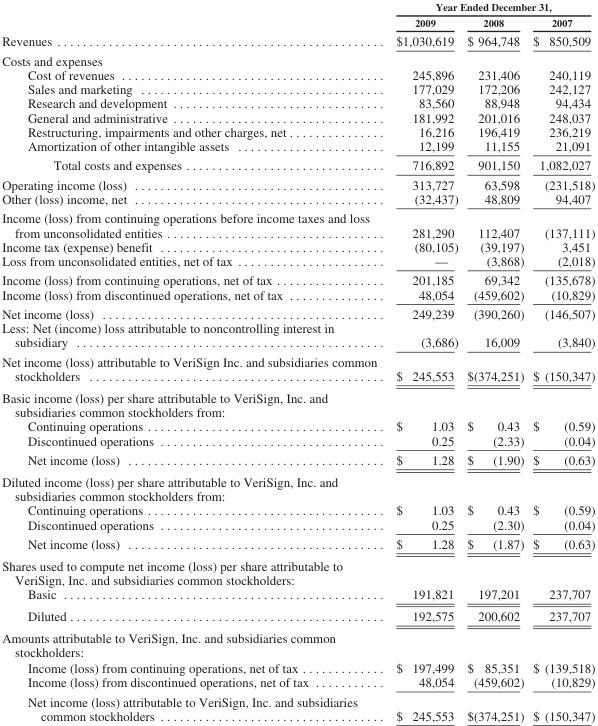 Year Ended December 31,
2009 2008 2007
Revenues $1,030,619 $ 964,748 $ 850,509
Costs and expenses
Cost of revenues 245,896 231,406 240,119
Sales and marketing 177,029 172,206 242,127
Research and development 83,560 88,948 94,434
General and administrative 181,992 201,016 248,037
Restructuring, impairments and other charges, net 16,216 196,419 236,219
Amortization of other intangible assets 12,199 11,155 21,091
Total costs and expenses 716,892 901,150 1,082,027
Operating income (loss) 313,727 63,598 (231,518)
Other (loss) income, net (32,437) 48,809 94,407
Income (loss) from continuing operations before income taxes and loss
from unconsolidated entities 281,290 112,407 (137,111)
Income tax (expense) benefit (80,105) (39,197) 3,451
Loss from unconsolidated entities, net of tax — (3,868) (2,018)
Income (loss) from continuing operations, net of tax 201,185 69,342 (135,678)
Income (loss) from discontinued operations, net of tax 48,054 (459,602) (10,829)
Net income (loss) 249,239 (390,260) (146,507)
Less: Net (income) loss attributable to noncontrolling interest in
subsidiary (3,686) 16,009 (3,840)
Net income (loss) attributable to VeriSign Inc. and subsidiaries common
stockholders $ 245,553 $(374,251) $ (150,347)
Basic income (loss) per share attributable to VeriSign, Inc. and
subsidiaries common stockholders from:
Continuing operations $ 1.03 $ 0.43 $ (0.59)
Discontinued operations 0.25 (2.33) (0.04)
Net income (loss) $ 1.28 $ (1.90) $ (0.63)
Diluted income (loss) per share attributable to VeriSign, Inc. and
subsidiaries common stockholders from:
Continuing operations $ 1.03 $ 0.43 $ (0.59)
Discontinued operations 0.25 (2.30) (0.04)
Net income (loss) $ 1.28 $ (1.87) $ (0.63)
Shares used to compute net income (loss) per share attributable to
VeriSign, Inc. and subsidiaries common stockholders:
Basic 191,821 197,201 237,707
Diluted 192,575 200,602 237,707
Amounts attributable to VeriSign, Inc. and subsidiaries common
stockholders:
Income (loss) from continuing operations, net of tax $ 197,499 $ 85,351 $ (139,518)
Income (loss) from discontinued operations, net of tax 48,054 (459,602) (10,829)
Net income (loss) attributable to VeriSign, Inc. and subsidiaries
common stockholders $ 245,553 $(374,251) $ (150,347)